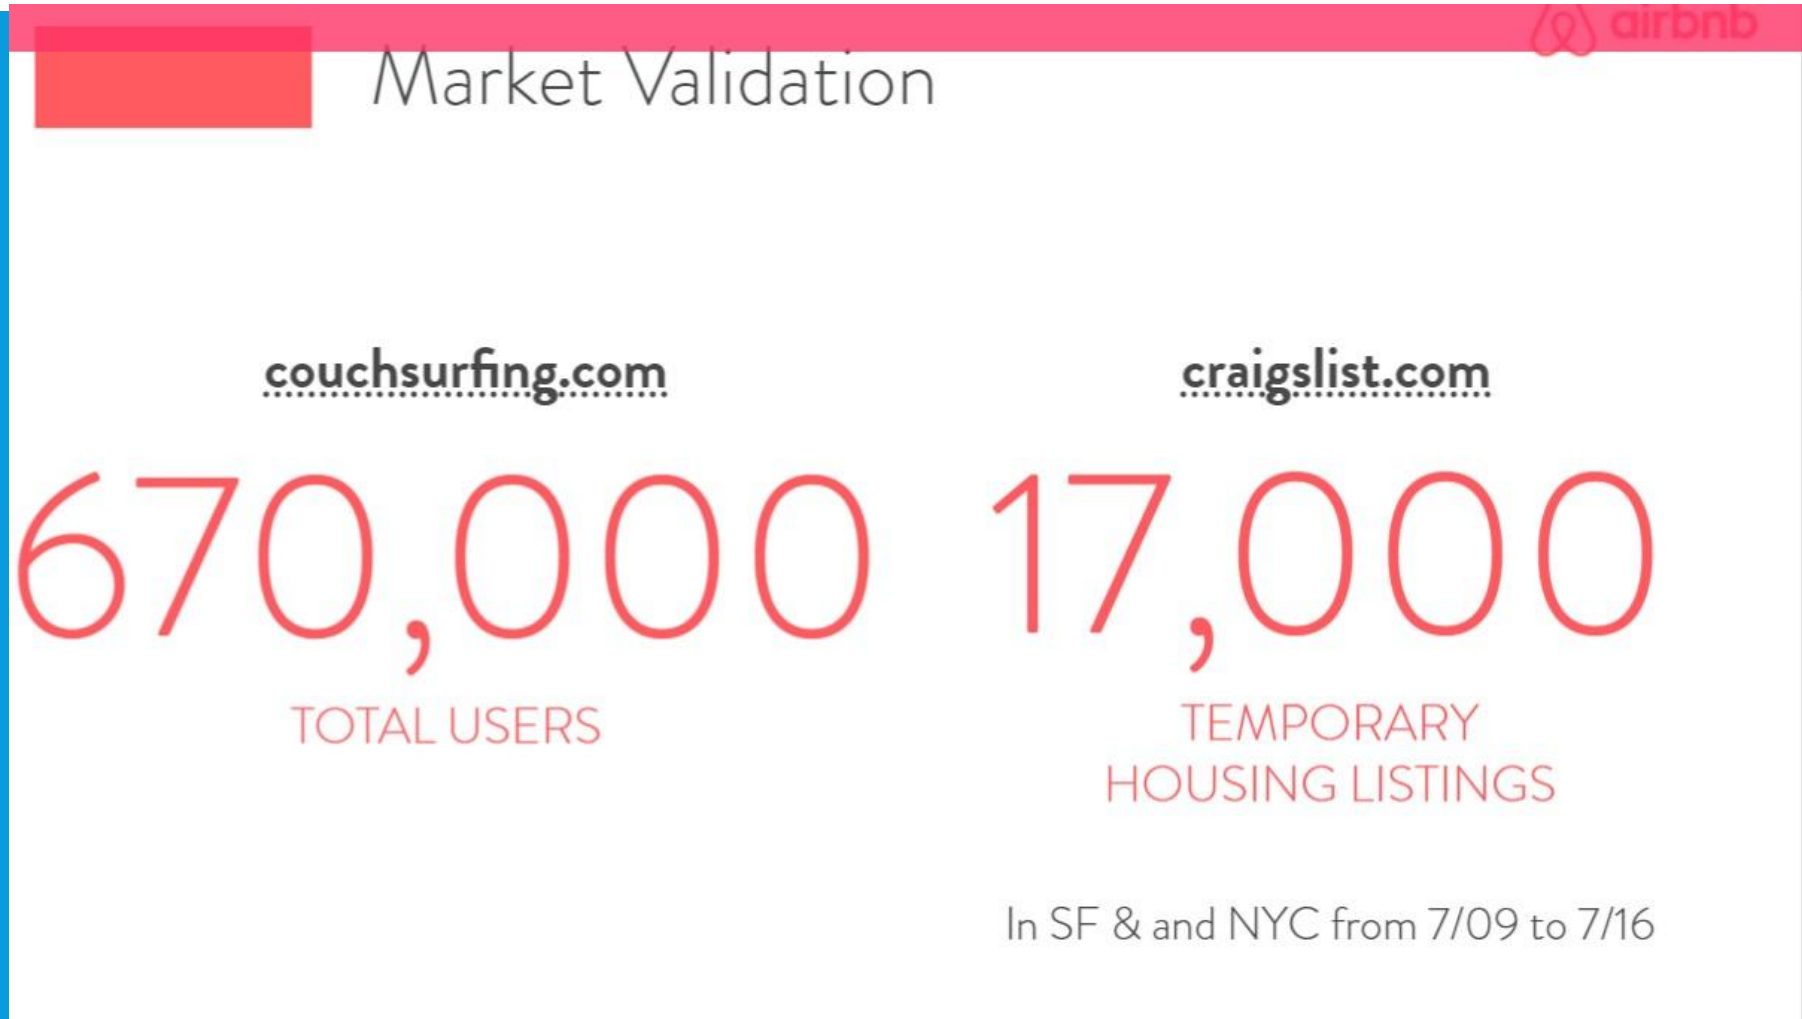 airbnb
Market Validation
couchsurfing.com
670,000
TOTAL USERS
craigslist.com
17,000
TEMPORARY
HOUSING LISTINGS
In SF & and NYC from 7/09 to 7/16